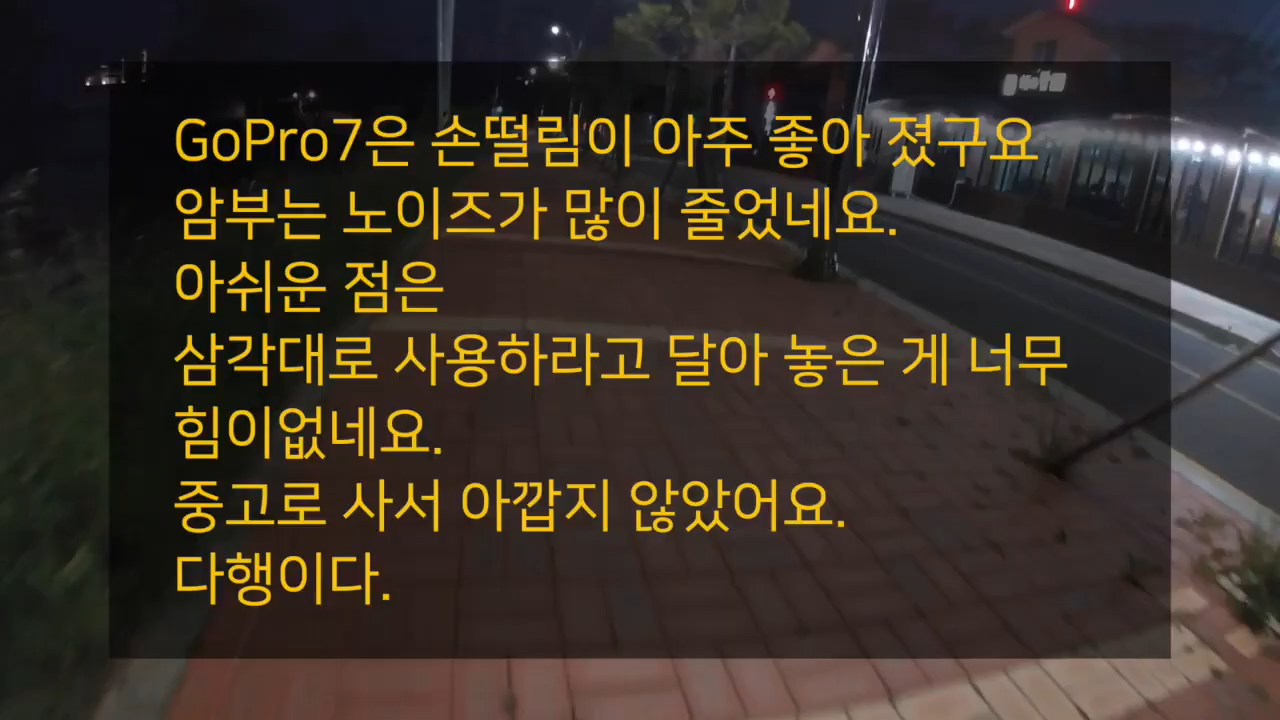 GoPro7은 손떨림이 아주 좋아 졌구요
암부는 노이즈가 많이 줄었네요.
아쉬운 점은
삼각대로 사용하라고 달아 놓은 게 너무
힘이없네요.
중고로 사서 아깝지 않았어요.
다행이다.